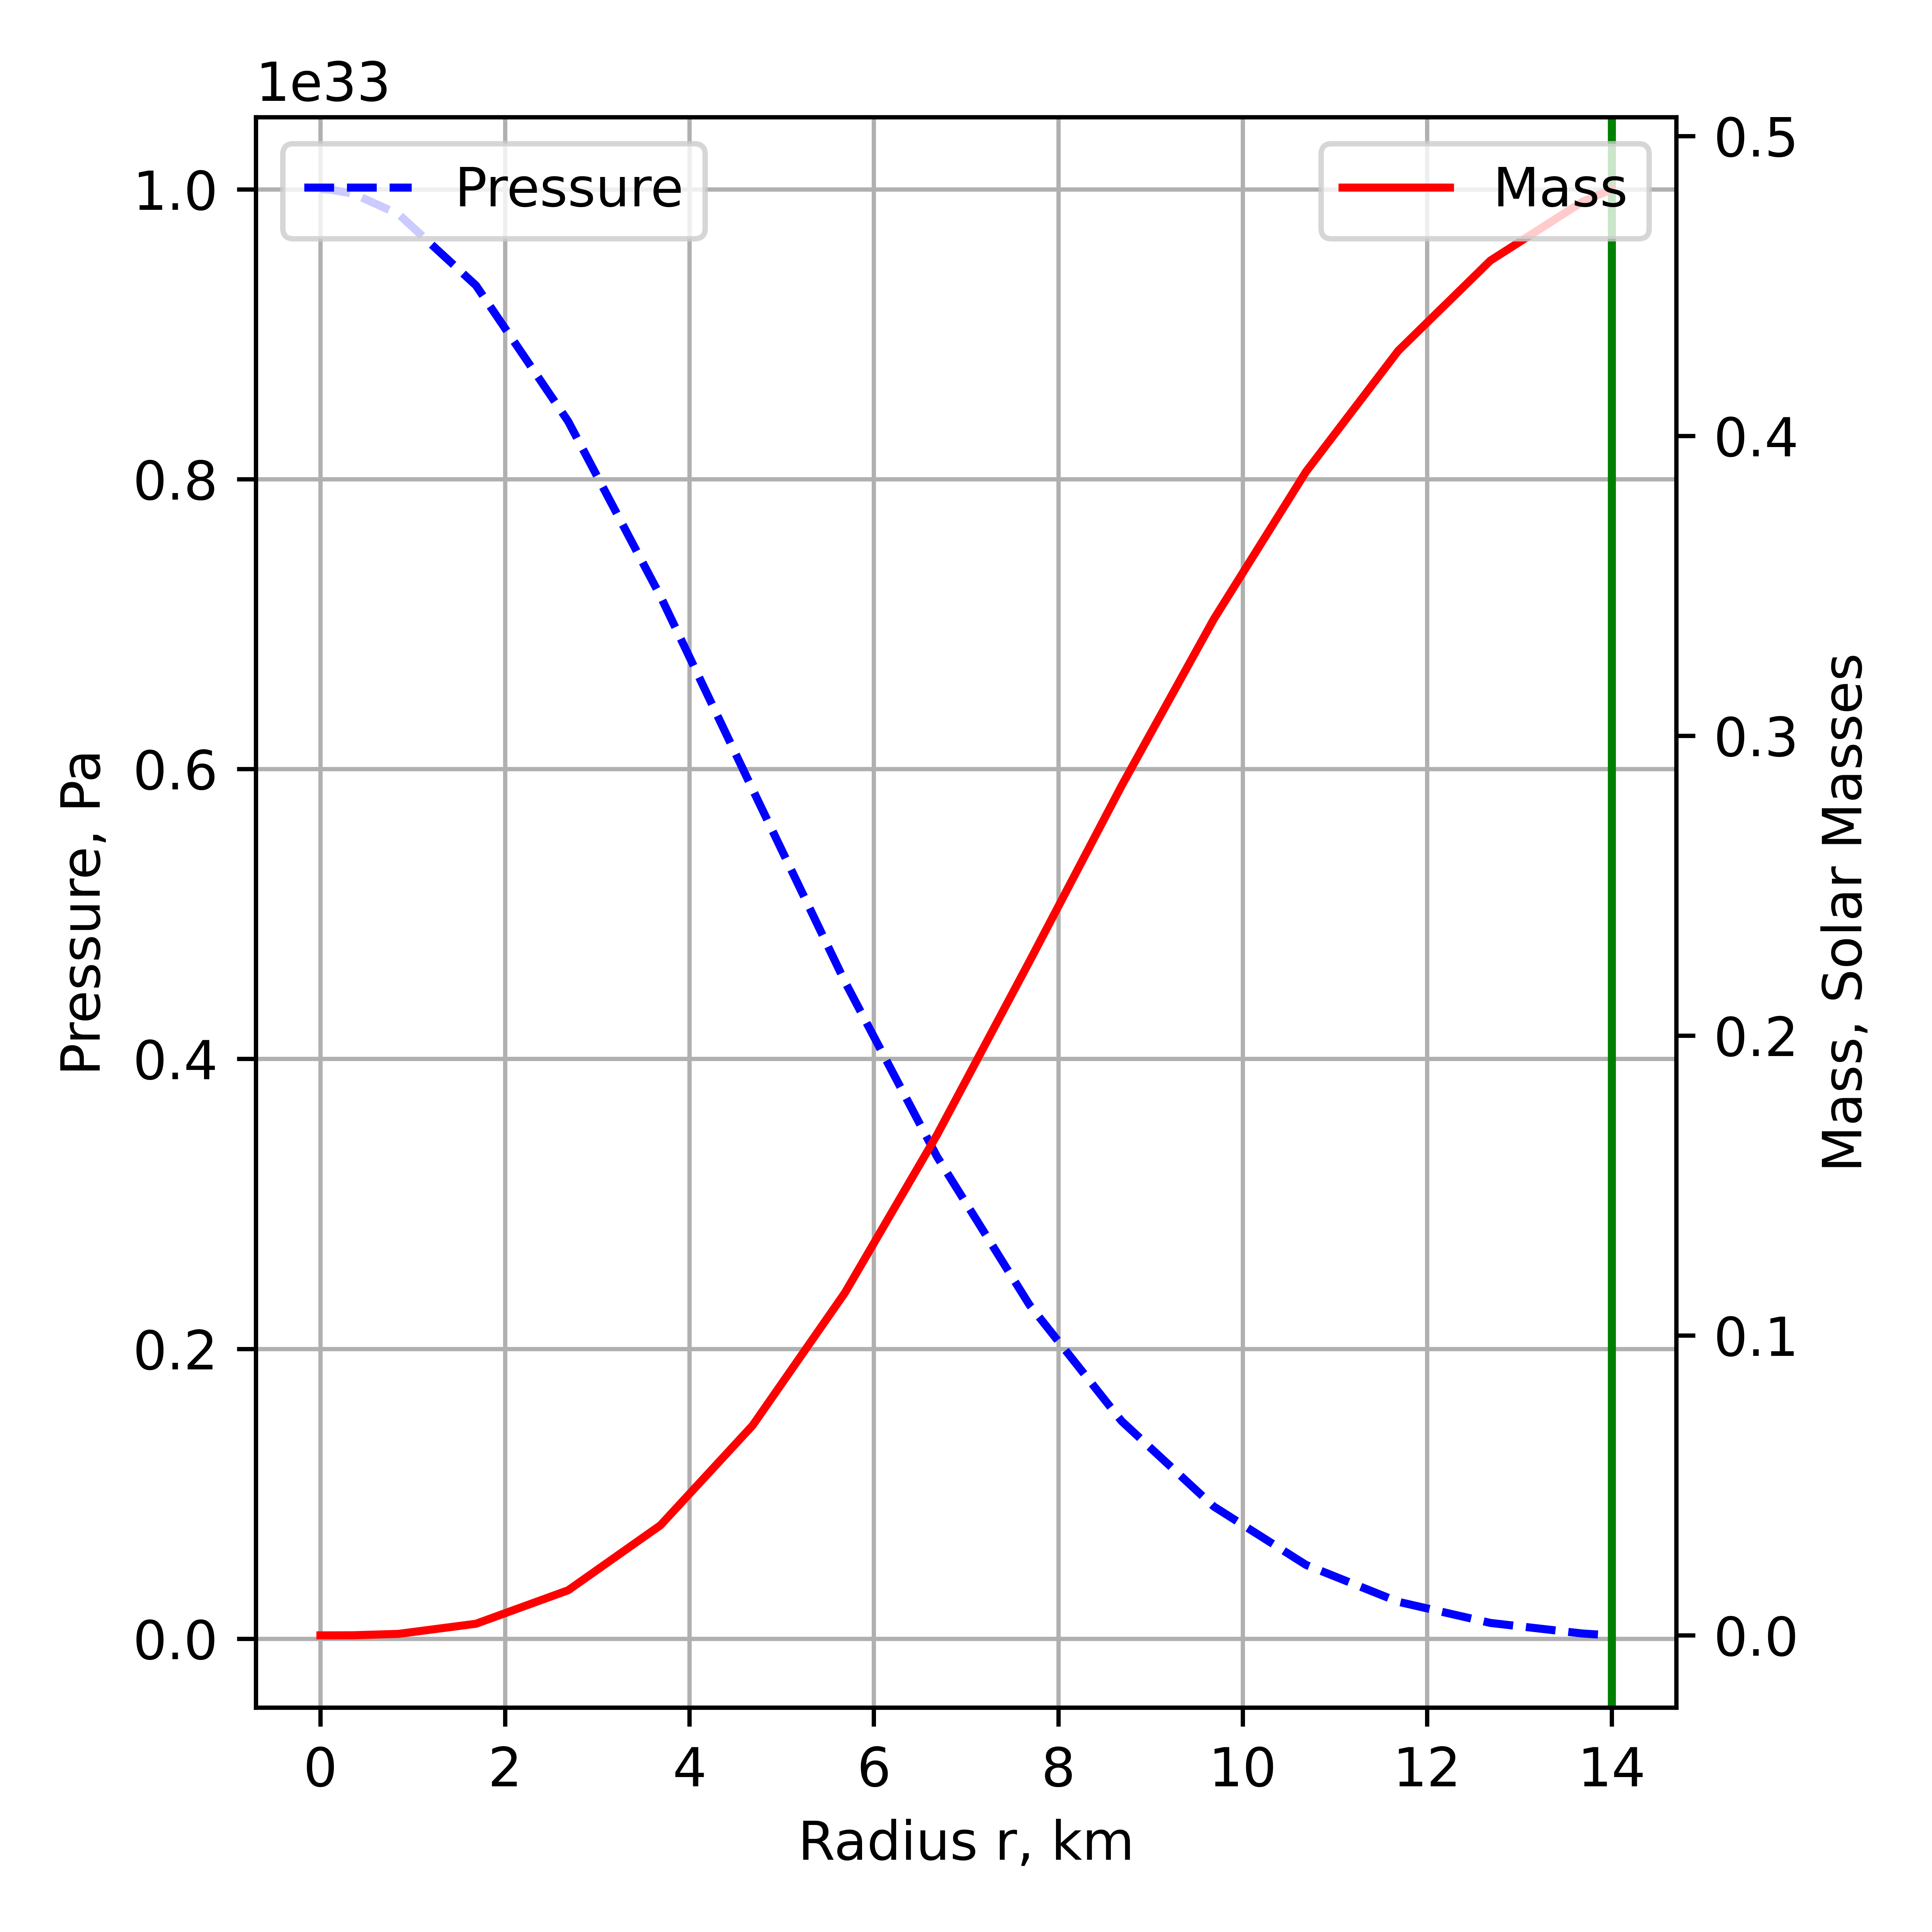 1e33
Pressure
Mass
1.0
0.8
0.6
0.4
0.2
0.0
Pressure, Pa
0.5
0.4
0.3
0.2
0.1
0.0
Mass, Solar Masses
0 2 4 6 8 10 12 14
Radius r, km